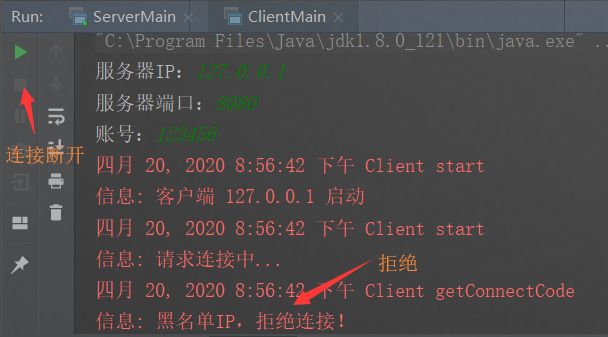 Run: ServerMain × ClientMain ×
"C:\Program Files\Java\jdk1.8.0_121\bin\java.exe" ..
服务器IP: 127.0.0.1
服务器端口: 8080
账号: 123456
连接断开
四月 20, 2020 8:56:42 下午 Client start
信息: 客户端 127.0.0.1 启动
四月 20, 2020 8:56:42 下午 Client start
信息: 请求连接中...
拒绝
四月 20, 2020 8:56:42 下午 Client getConnectCode
信息: 黑名单IP, 拒绝连接!